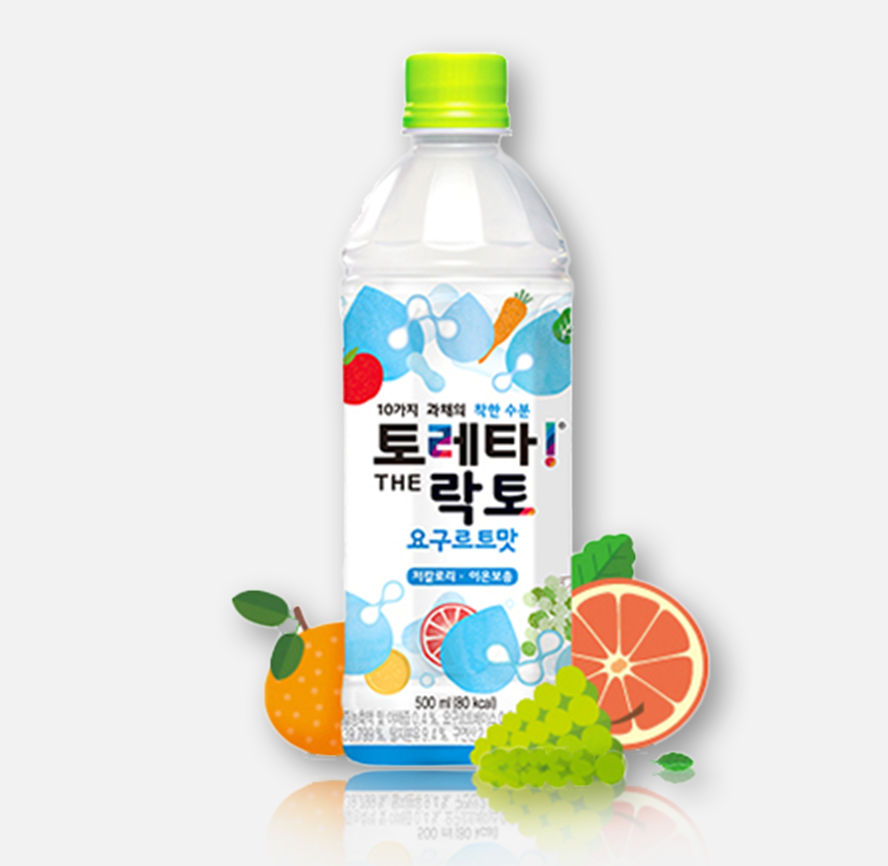 10가지 과채의 착한 수분
토레타!®
THE 락토
요구르트맛
저칼로리 · 이온보충
500 ml (80 kcal)